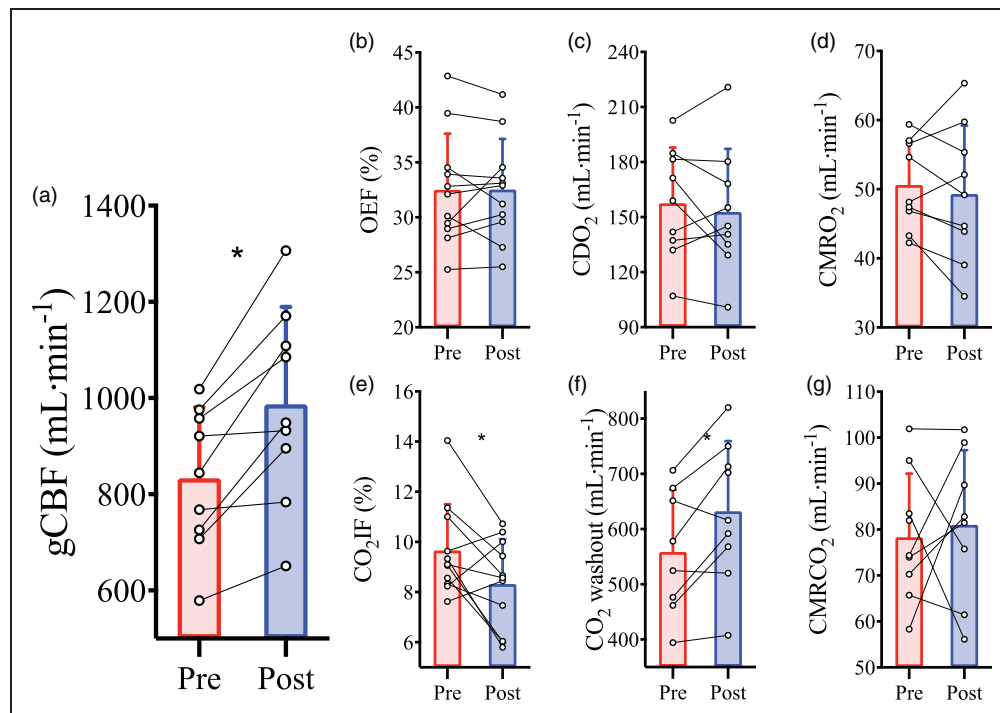 (a)
gCBF (mL·min⁻¹)
1400
1200
1000
800
600
*
Pre Post
(b)
OEF (%)
45
40
35
30
25
20
Pre Post
(c)
CDO₂ (mL·min⁻¹)
240
210
180
150
120
90
Pre Post
(d)
CMRO₂ (mL·min⁻¹)
70
60
50
40
30
Pre Post
(e)
CO₂IF (%)
14
12
10
8
6
*
Pre Post
(f)
CO₂ washout (mL·min⁻¹)
800
700
600
500
400
*
Pre Post
(g)
CMRCO₂ (mL·min⁻¹)
110
100
90
80
70
60
50
Pre Post